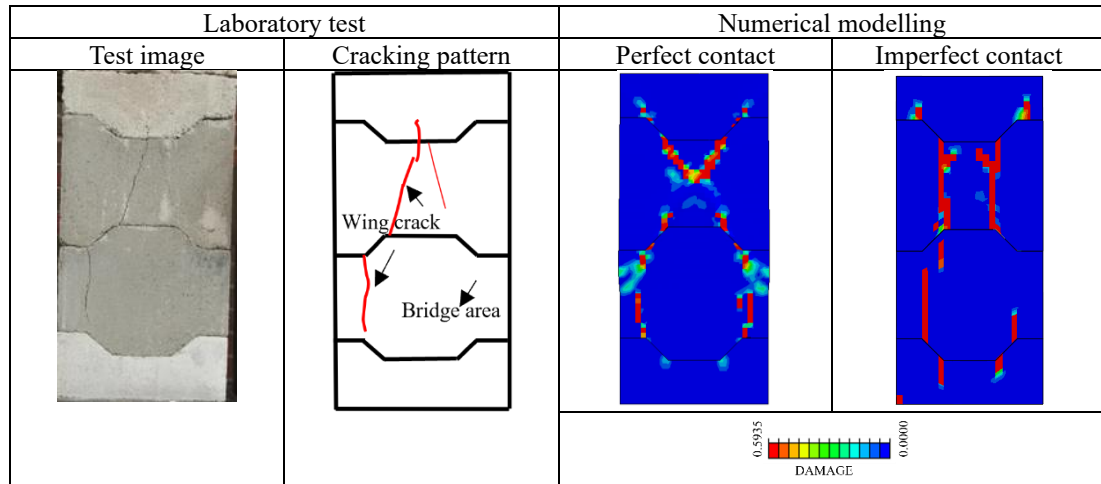 Laboratory test
Numerical modelling
Test image
Cracking pattern
Perfect contact
Imperfect contact
Wing crack
Bridge area
0.5935
0.0000
DAMAGE